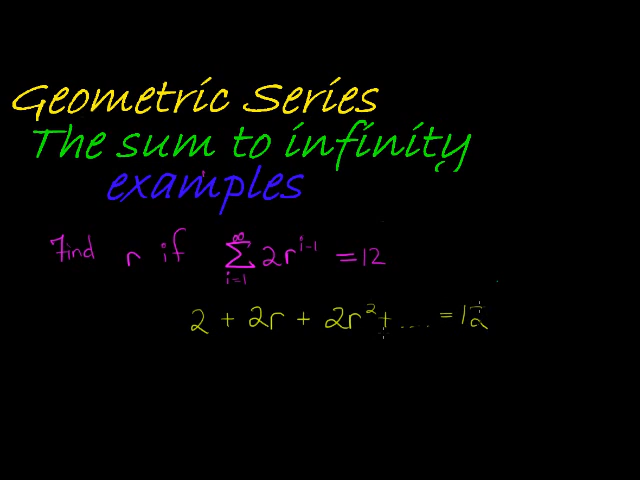 Geometric Series
The sum to infinity
examples
Find r if ∞ Σ i=1 2r^(i-1) = 12
2 + 2r + 2r² + .... = 12